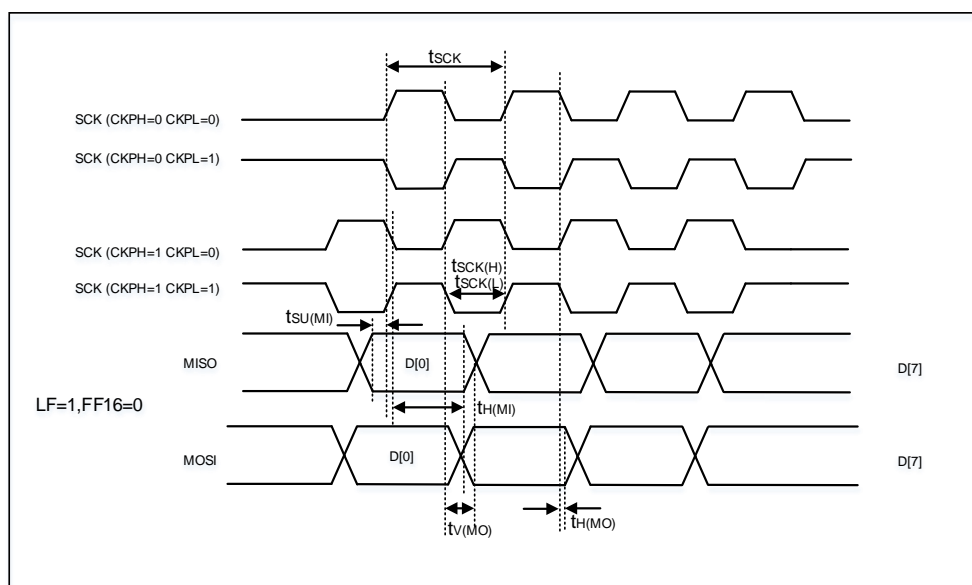 tSCK
SCK (CKPH=0 CKPL=0)
SCK (CKPH=0 CKPL=1)
SCK (CKPH=1 CKPL=0)
tSCK(H)
tSCK(L)
SCK (CKPH=1 CKPL=1)
tSU(MI)
MISO
D[0]
D[7]
LF=1,FF16=0
tH(MI)
MOSI
D[0]
D[7]
tV(MO)
tH(MO)